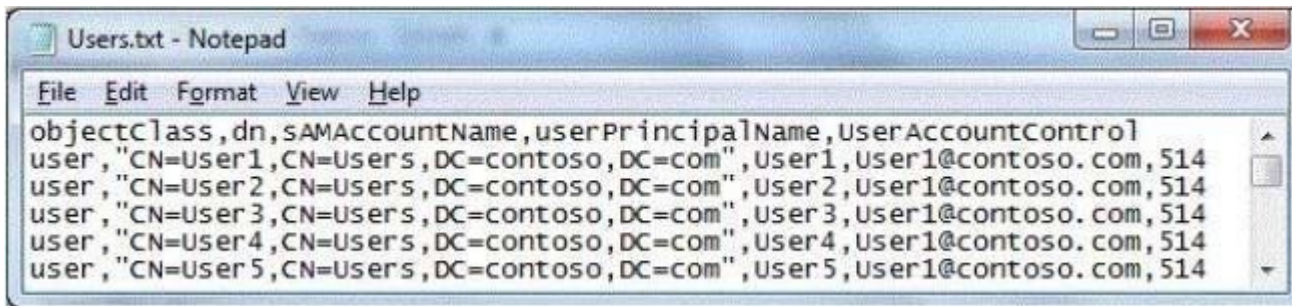 Users.txt - Notepad
File Edit Format View Help
objectClass,dn,sAMAccountName,userPrincipalName,UserAccountControl
user,"CN=User1,CN=Users,DC=contoso,DC=com",User1,User1@contoso.com,514
user,"CN=User2,CN=Users,DC=contoso,DC=com",User2,User1@contoso.com,514
user,"CN=User3,CN=Users,DC=contoso,DC=com",User3,User1@contoso.com,514
user,"CN=User4,CN=Users,DC=contoso,DC=com",User4,User1@contoso.com,514
user,"CN=User5,CN=Users,DC=contoso,DC=com",User5,User1@contoso.com,514